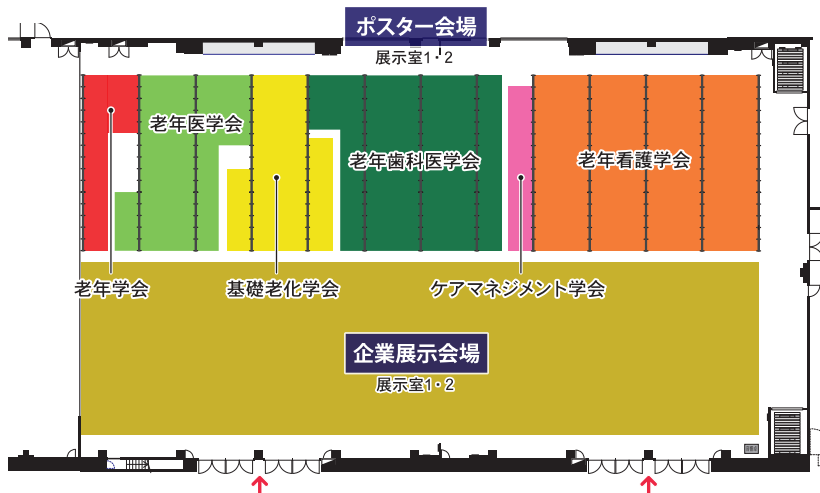 ポスター会場
展示室1・2
老年医学会
老年歯科医学会
老年看護学会
老年学会
基礎老化学会
ケアマネジメント学会
企業展示会場
展示室1・2